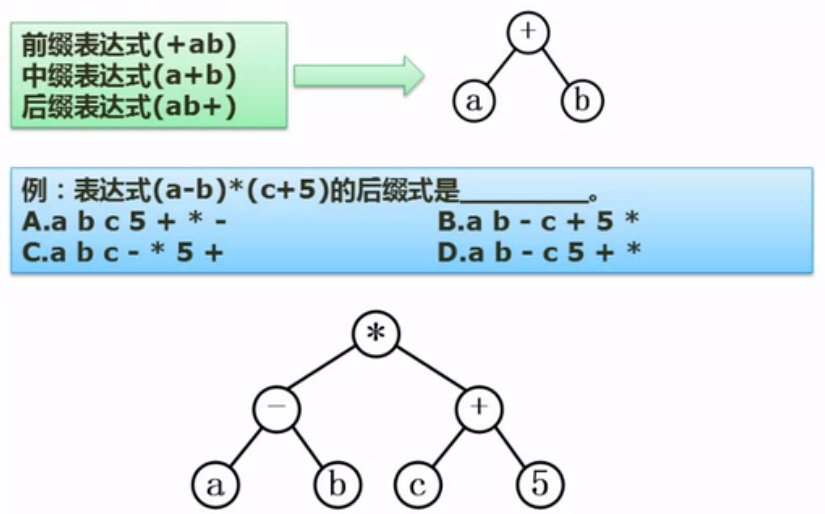 前缀表达式(+ab)
中缀表达式(a+b)
后缀表达式(ab+)
+
a b
例：表达式(a-b)*(c+5)的后缀式是_________。
A.a b c 5 + * - B.a b - c + 5 *
C.a b c - * 5 + D.a b - c 5 + *
*
- +
a b c 5